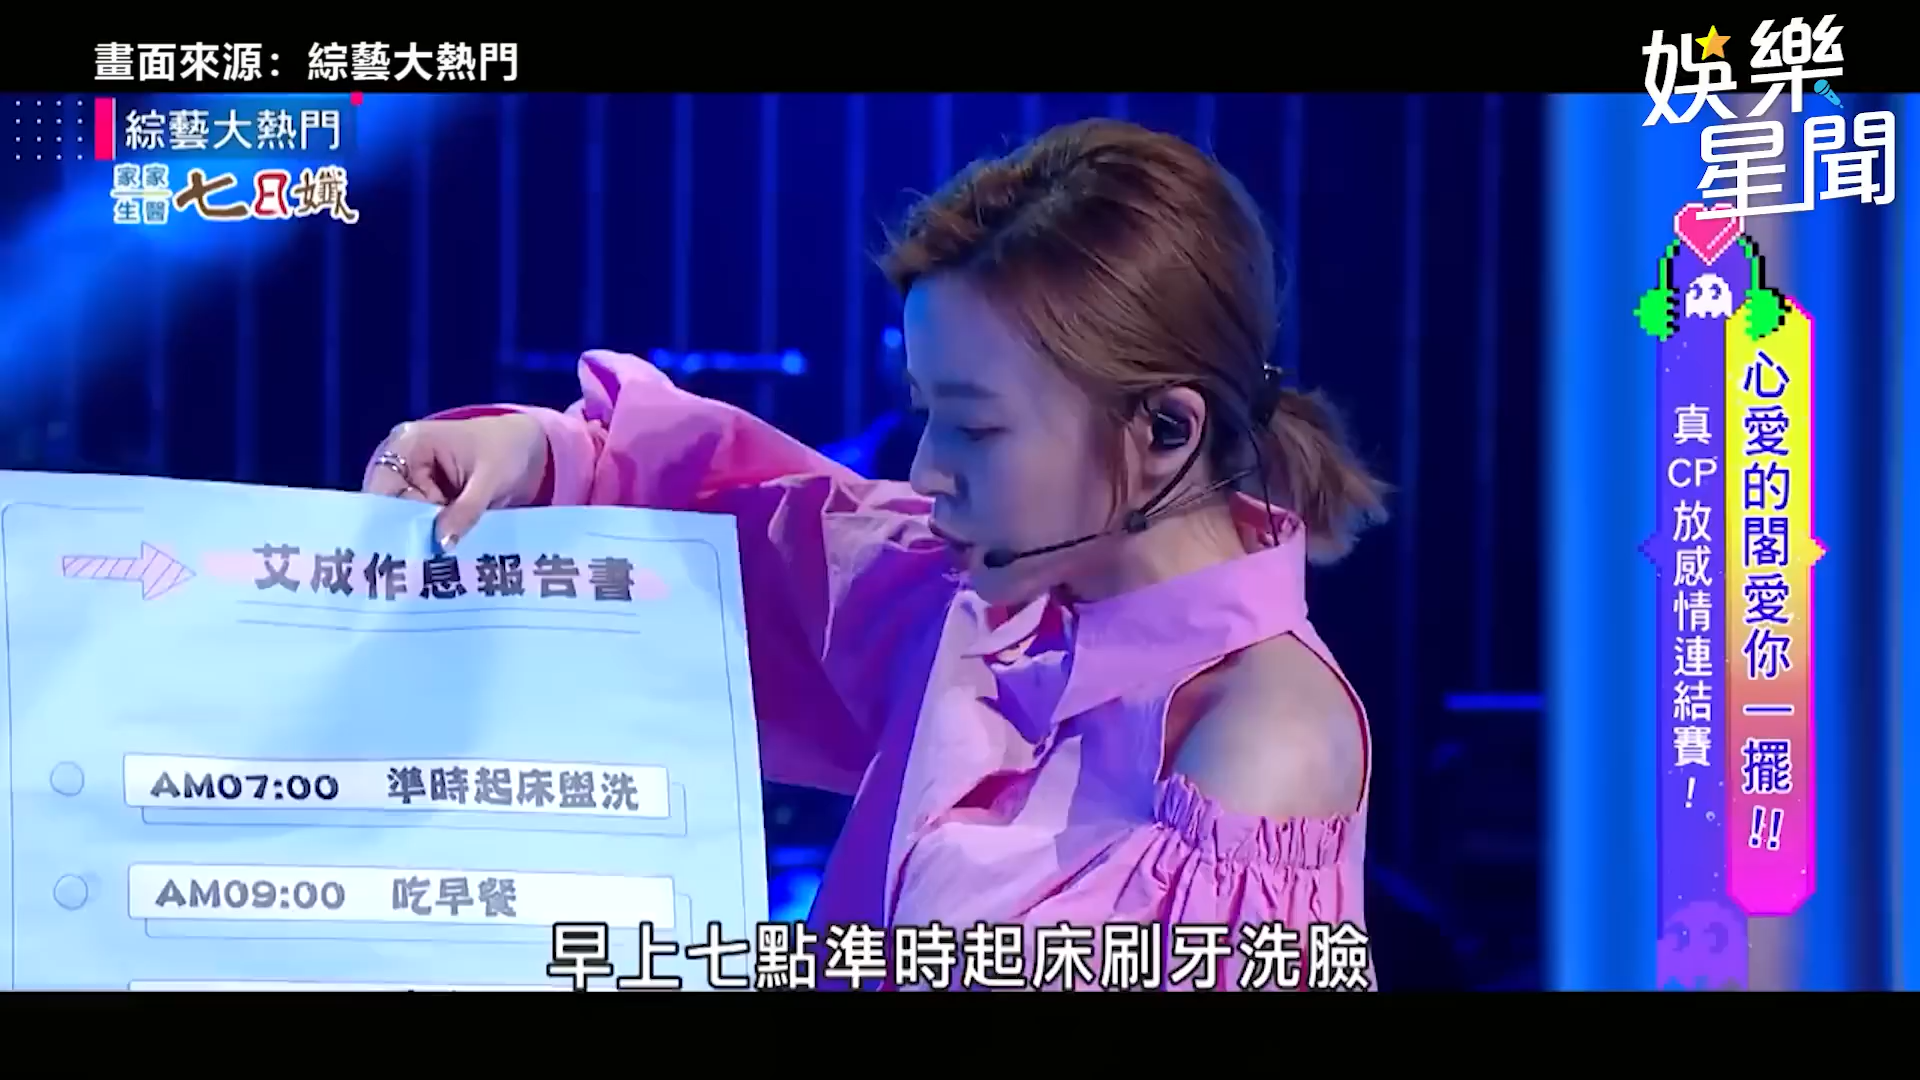 畫面來源：綜藝大熱門
娛樂
星聞
綜藝大熱門
家家
生醫
七日孅
心愛的閣愛你一擺!!
真CP放感情連結賽！
艾成作息報告書
AM07:00 準時起床盥洗
AM09:00 吃早餐
早上七點準時起床刷牙洗臉